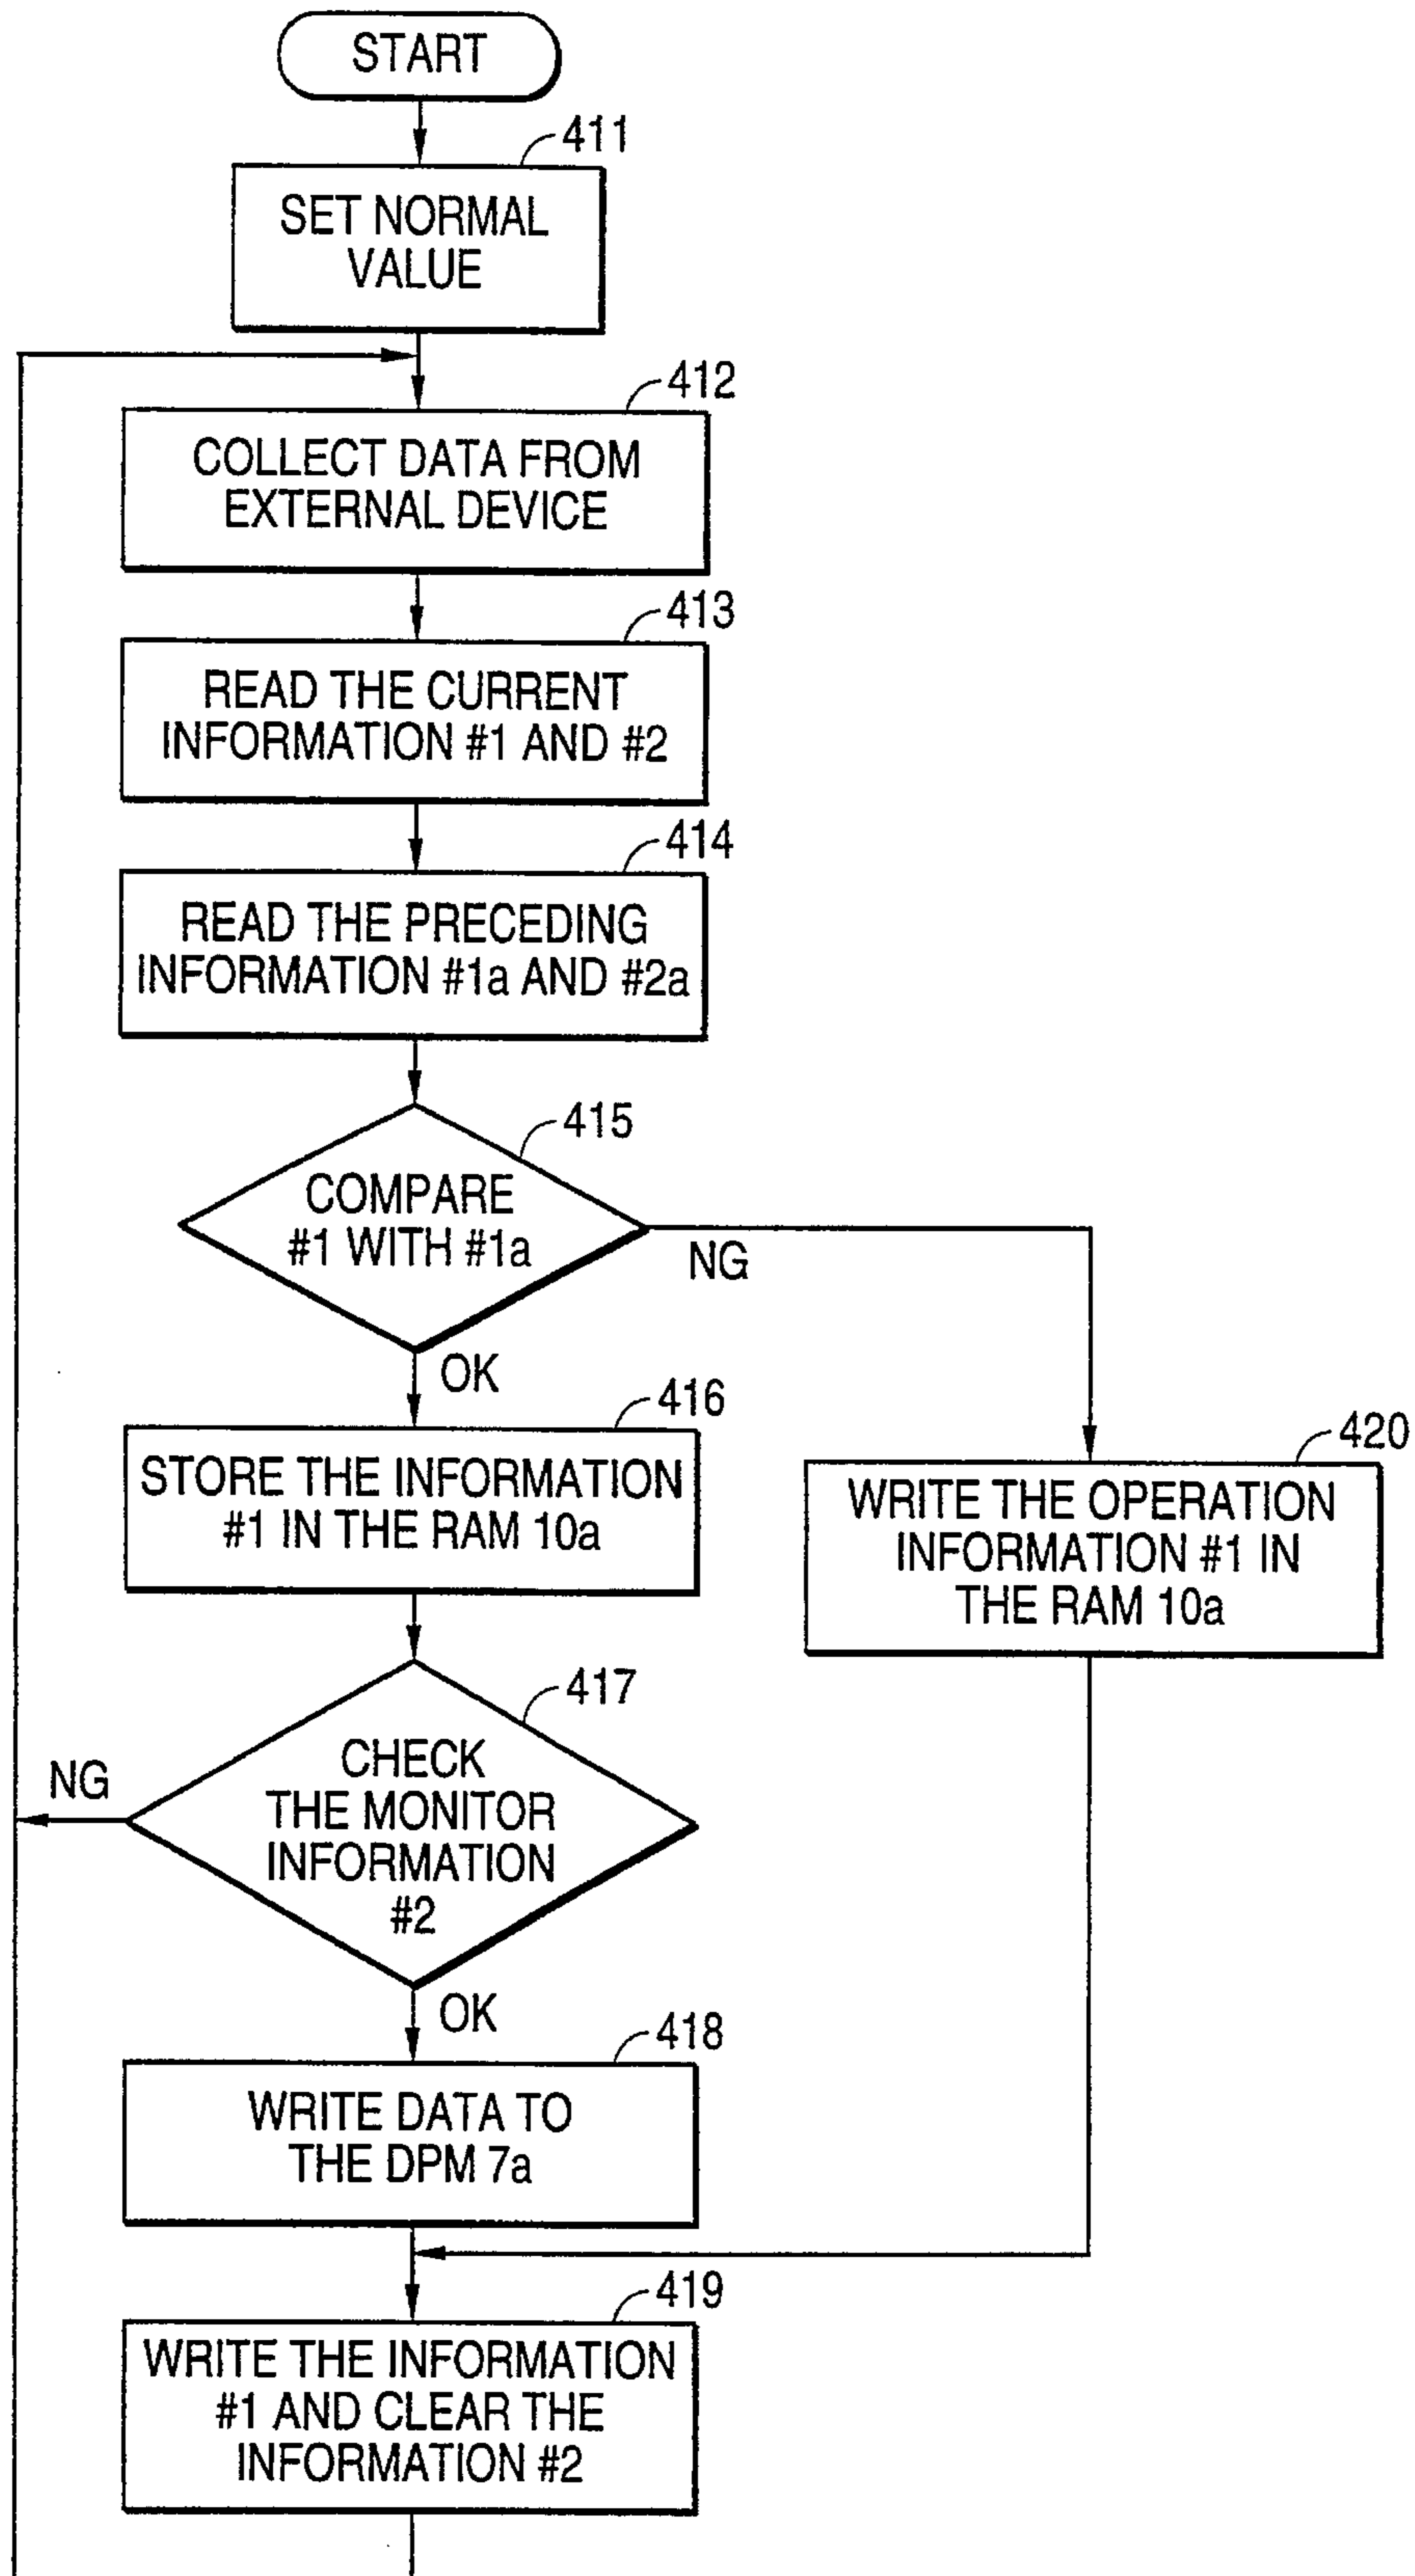 START
411
SET NORMAL
VALUE
412
COLLECT DATA FROM
EXTERNAL DEVICE
413
READ THE CURRENT
INFORMATION #1 AND #2
414
READ THE PRECEDING
INFORMATION #1a AND #2a
415
COMPARE
#1 WITH #1a
NG
OK
416
STORE THE INFORMATION
#1 IN THE RAM 10a
420
WRITE THE OPERATION
INFORMATION #1 IN
THE RAM 10a
417
CHECK
THE MONITOR
INFORMATION
#2
NG
OK
418
WRITE DATA TO
THE DPM 7a
419
WRITE THE INFORMATION
#1 AND CLEAR THE
INFORMATION #2